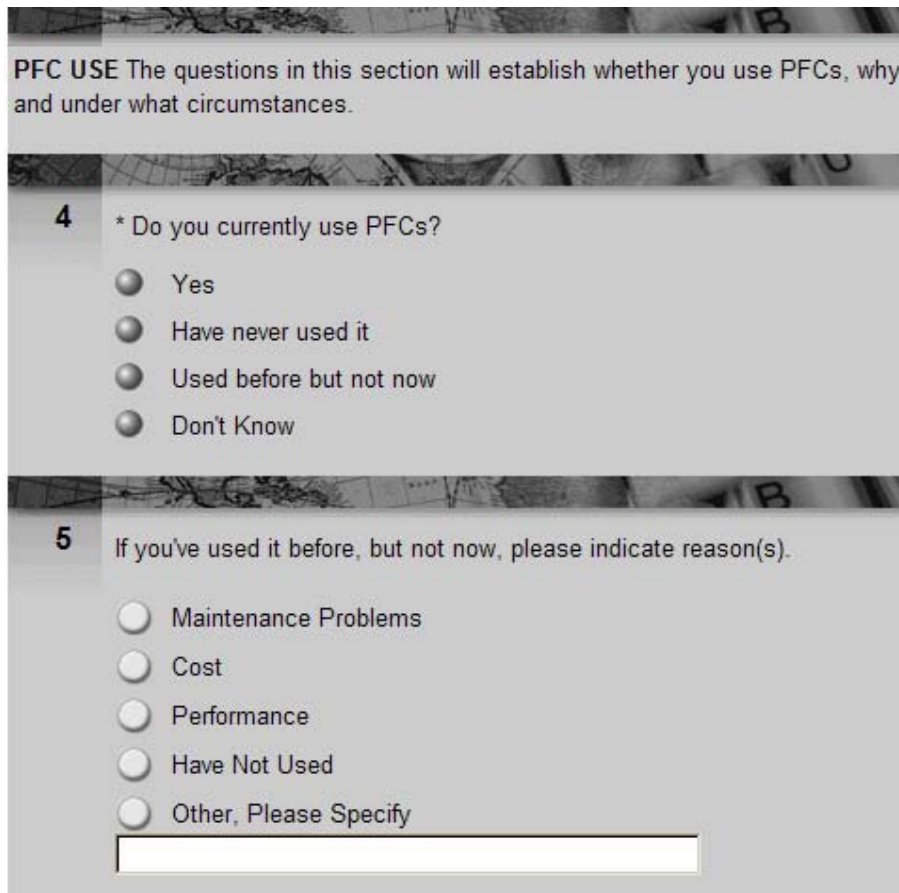 PFC USE The questions in this section will establish whether you use PFCs, why
and under what circumstances.
4
* Do you currently use PFCs?
Yes
Have never used it
Used before but not now
Don't Know
5
If you've used it before, but not now, please indicate reason(s).
Maintenance Problems
Cost
Performance
Have Not Used
Other, Please Specify